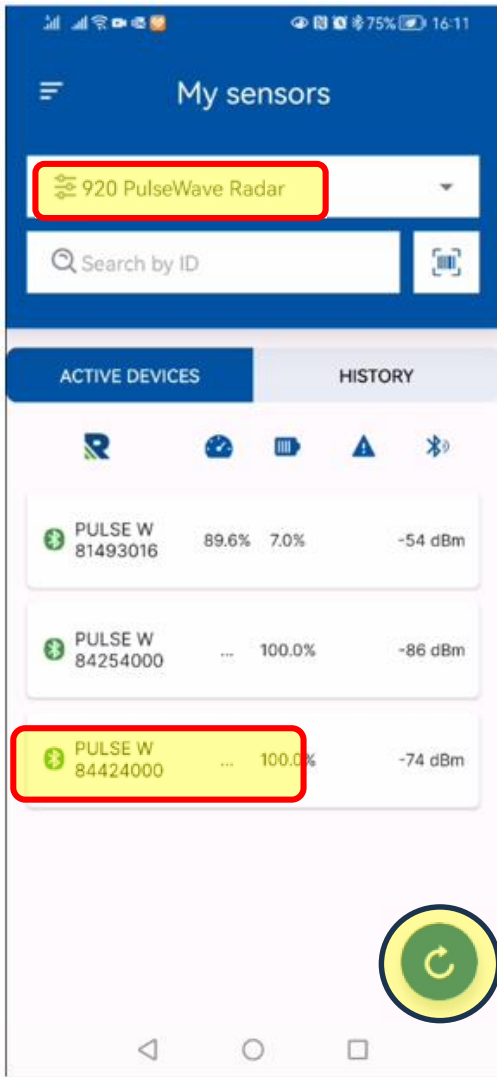 75% 16:11
My sensors
920 PulseWave Radar
Search by ID
ACTIVE DEVICES HISTORY
PULSE W
81493016 89.6% 7.0% -54 dBm
PULSE W
84254000 ... 100.0% -86 dBm
PULSE W
84424000 ... 100.0% -74 dBm